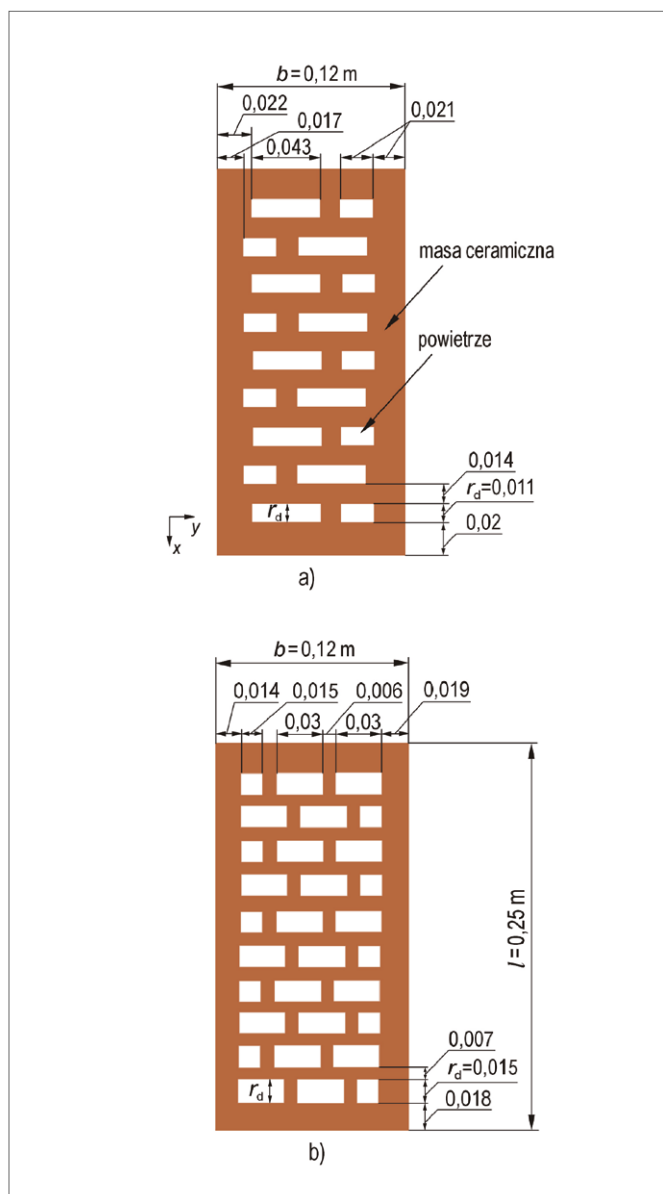 b = 0,12 m
0,022
0,017
0,021
0,043
masa ceramiczna
powietrze
0,014
r_d=0,011
r_d
0,02
y
x
a)
b = 0,12 m
0,014
0,015
0,006
0,019
0,03
0,03
l = 0,25 m
0,007
r_d=0,015
r_d
0,018
b)